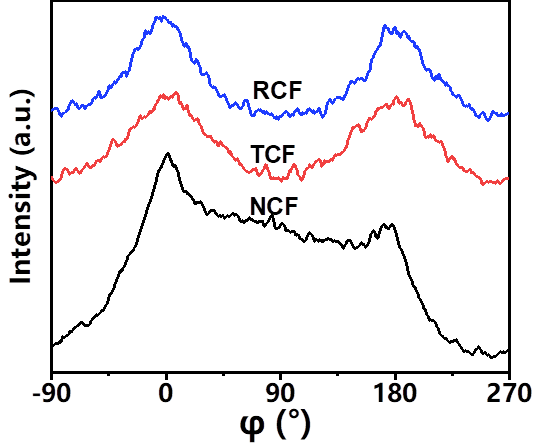 Intensity (a.u.)
RCF
TCF
NCF
-90 0 90 180 270
φ (°)